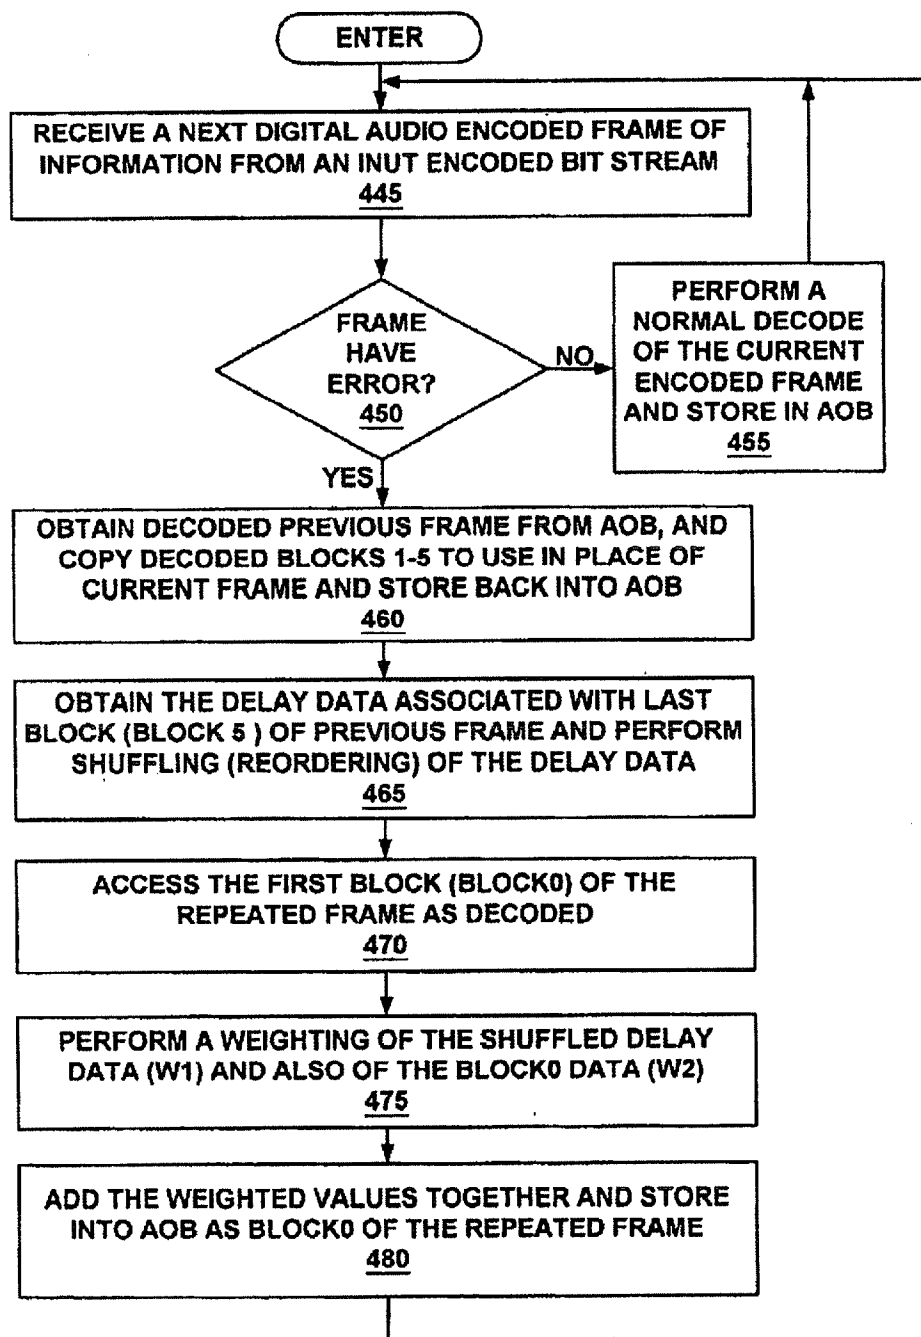 ENTER
RECEIVE A NEXT DIGITAL AUDIO ENCODED FRAME OF
INFORMATION FROM AN INUT ENCODED BIT STREAM
445
FRAME
HAVE
ERROR?
450
NO
PERFORM A
NORMAL DECODE
OF THE CURRENT
ENCODED FRAME
AND STORE IN AOB
455
YES
OBTAIN DECODED PREVIOUS FRAME FROM AOB, AND
COPY DECODED BLOCKS 1-5 TO USE IN PLACE OF
CURRENT FRAME AND STORE BACK INTO AOB
460
OBTAIN THE DELAY DATA ASSOCIATED WITH LAST
BLOCK (BLOCK 5 ) OF PREVIOUS FRAME AND PERFORM
SHUFFLING (REORDERING) OF THE DELAY DATA
465
ACCESS THE FIRST BLOCK (BLOCK0) OF THE
REPEATED FRAME AS DECODED
470
PERFORM A WEIGHTING OF THE SHUFFLED DELAY
DATA (W1) AND ALSO OF THE BLOCK0 DATA (W2)
475
ADD THE WEIGHTED VALUES TOGETHER AND STORE
INTO AOB AS BLOCK0 OF THE REPEATED FRAME
480